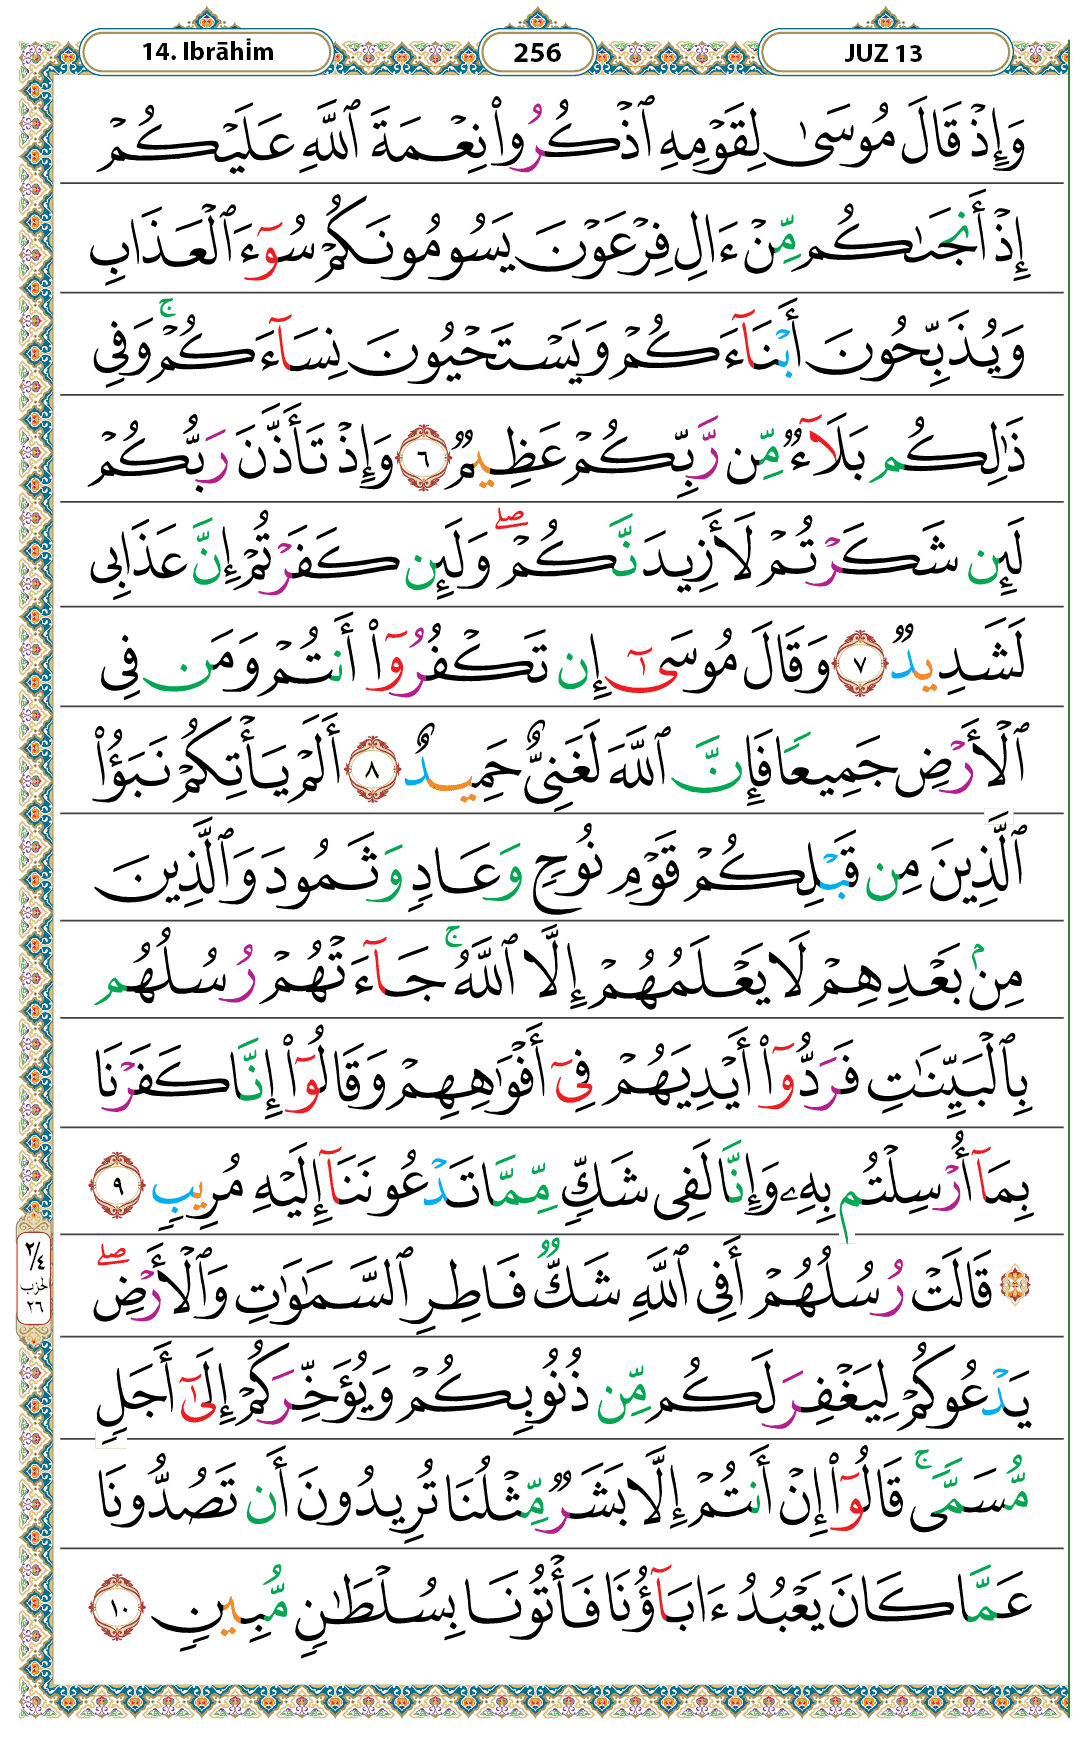 14. Ibrāhim
256
JUZ 13
وَإِذْ قَالَ مُوسَىٰ لِقَوْمِهِ ٱذْكُرُوا۟ نِعْمَةَ ٱللَّهِ عَلَيْكُمْ
إِذْ أَنجَىٰكُم مِّنْ ءَالِ فِرْعَوْنَ يَسُومُونَكُمْ سُوٓءَ ٱلْعَذَابِ
وَيُذَبِّحُونَ أَبْنَآءَكُمْ وَيَسْتَحْيُونَ نِسَآءَكُمْ ۚ وَفِى
ذَٰلِكُم بَلَآءٌ مِّن رَّبِّكُمْ عَظِيمٌ ٦ وَإِذْ تَأَذَّنَ رَبُّكُمْ
لَئِن شَكَرْتُمْ لَأَزِيدَنَّكُمْ ۖ وَلَئِن كَفَرْتُمْ إِنَّ عَذَابِى
لَشَدِيدٌ ٧ وَقَالَ مُوسَىٰٓ إِن تَكْفُرُوٓا۟ أَنتُمْ وَمَن فِى
ٱلْأَرْضِ جَمِيعًا فَإِنَّ ٱللَّهَ لَغَنِىٌّ حَمِيدٌ ٨ أَلَمْ يَأْتِكُمْ نَبَؤُا۟
ٱلَّذِينَ مِن قَبْلِكُمْ قَوْمِ نُوحٍ وَعَادٍ وَثَمُودَ وَٱلَّذِينَ
مِنۢ بَعْدِهِمْ لَا يَعْلَمُهُمْ إِلَّا ٱللَّهُ ۚ جَآءَتْهُمْ رُسُلُهُم
بِٱلْبَيِّنَٰتِ فَرَدُّوٓا۟ أَيْدِيَهُمْ فِىٓ أَفْوَٰهِهِمْ وَقَالُوٓا۟ إِنَّا كَفَرْنَا
بِمَآ أُرْسِلْتُم بِهِۦ وَإِنَّا لَفِى شَكٍّ مِّمَّا تَدْعُونَنَآ إِلَيْهِ مُرِيبٍ ٩
۞ قَالَتْ رُسُلُهُمْ أَفِى ٱللَّهِ شَكٌّ فَاطِرِ ٱلسَّمَٰوَٰتِ وَٱلْأَرْضِ ۖ
٢/٤
الحزب
٢٦
يَدْعُوكُمْ لِيَغْفِرَ لَكُم مِّن ذُنُوبِكُمْ وَيُؤَخِّرَكُمْ إِلَىٰٓ أَجَلٍ
مُّسَمًّى ۚ قَالُوٓا۟ إِنْ أَنتُمْ إِلَّا بَشَرٌ مِّثْلُنَا تُرِيدُونَ أَن تَصُدُّونَا
عَمَّا كَانَ يَعْبُدُ ءَابَآؤُنَا فَأْتُونَا بِسُلْطَٰنٍ مُّبِينٍ ١٠